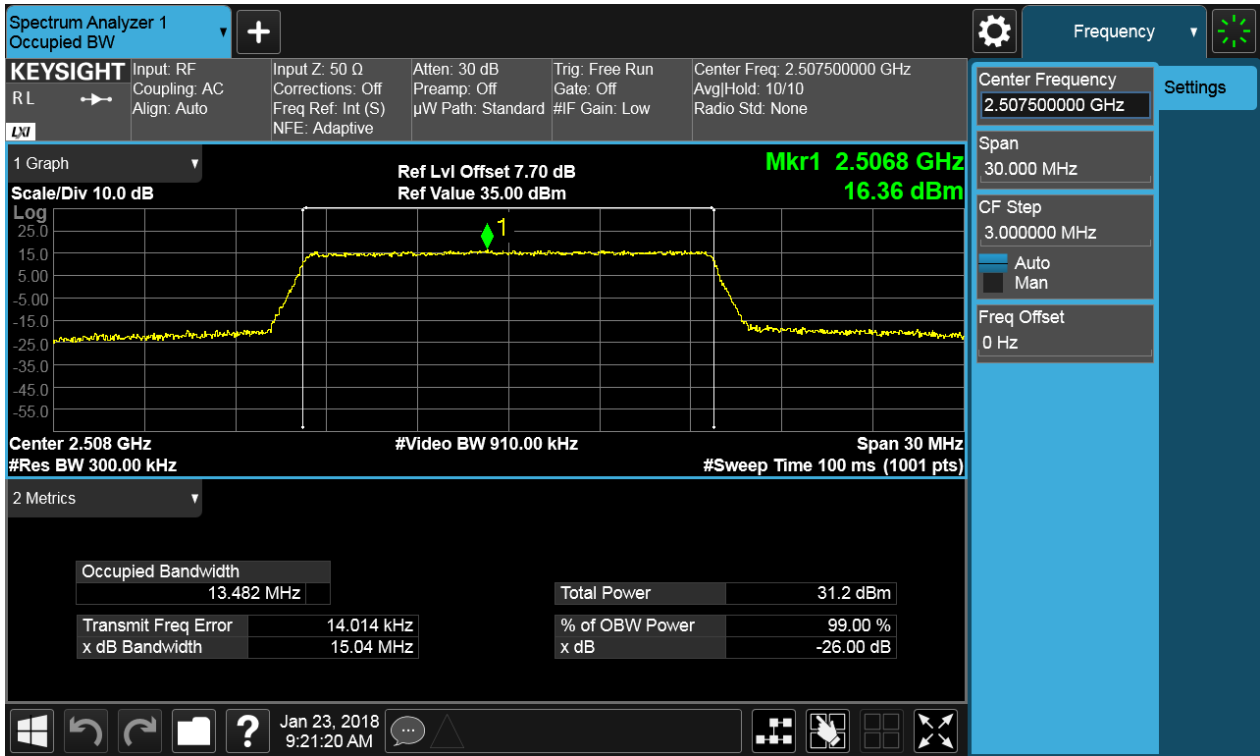 Spectrum Analyzer 1
Occupied BW
+
Frequency
KEYSIGHT
RL
LXI
Input: RF
Coupling: AC
Align: Auto
Input Z: 50 Ω
Corrections: Off
Freq Ref: Int (S)
NFE: Adaptive
Atten: 30 dB
Preamp: Off
µW Path: Standard
Trig: Free Run
Gate: Off
#IF Gain: Low
Center Freq: 2.507500000 GHz
Avg|Hold: 10/10
Radio Std: None
Center Frequency
2.507500000 GHz
Settings
Span
30.000 MHz
CF Step
3.000000 MHz
Auto
Man
Freq Offset
0 Hz
1 Graph
Scale/Div 10.0 dB
Ref Lvl Offset 7.70 dB
Ref Value 35.00 dBm
Mkr1 2.5068 GHz
16.36 dBm
Log
25.0
15.0
5.00
-5.00
-15.0
-25.0
-35.0
-45.0
-55.0
1
Center 2.508 GHz
#Video BW 910.00 kHz
Span 30 MHz
#Res BW 300.00 kHz
#Sweep Time 100 ms (1001 pts)
2 Metrics
Occupied Bandwidth
13.482 MHz
Total Power 31.2 dBm
Transmit Freq Error 14.014 kHz
% of OBW Power 99.00 %
x dB Bandwidth 15.04 MHz
x dB -26.00 dB
?
Jan 23, 2018
9:21:20 AM